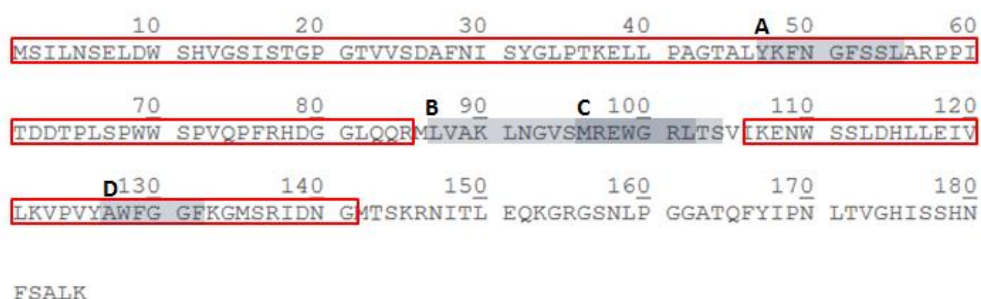 10 20 30 40 A 50 60
MSILNSELDW SHVGSISTGP GTVVSDAFNI SYGLPTKELL PAGTALYKFN GFSSLARPPI
70 80 B 90 C 100 110 120
TDDTPLSPWW SPVQPFRHDG GLQQRMLVAK LNGVSMREWG RLTSVIKENW SSLDHLLEIV
D130 140 150 160 170 180
LKVPVYAWFG GFKGMSRIDN GMTSKRNITL EQKGRGSNLP GGATQFYIPN LTVGHISSHN
FSALK